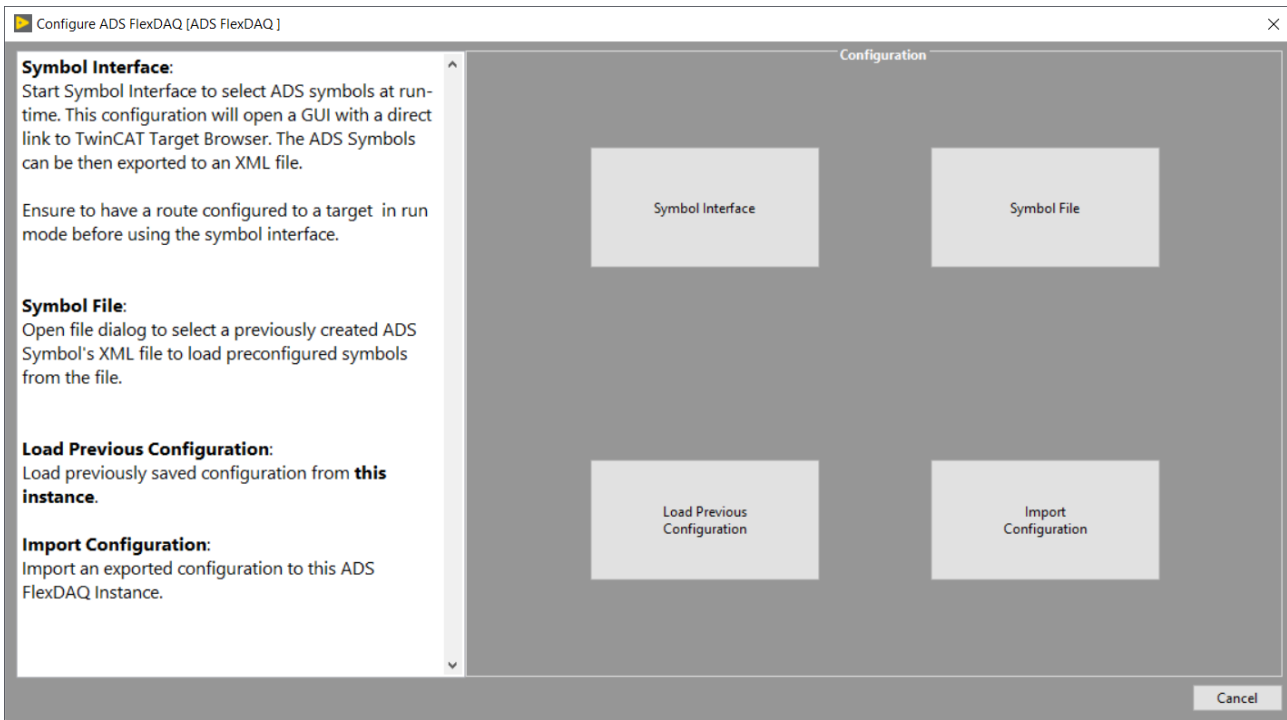 Configure ADS FlexDAQ [ADS FlexDAQ ]
Symbol Interface:
Start Symbol Interface to select ADS symbols at run-
time. This configuration will open a GUI with a direct
link to TwinCAT Target Browser. The ADS Symbols
can be then exported to an XML file.
Ensure to have a route configured to a target  in run
mode before using the symbol interface.
Symbol File:
Open file dialog to select a previously created ADS
Symbol's XML file to load preconfigured symbols
from the file.
Load Previous Configuration:
Load previously saved configuration from this
instance.
Import Configuration:
Import an exported configuration to this ADS
FlexDAQ Instance.
Configuration
Symbol Interface
Symbol File
Load Previous
Configuration
Import
Configuration
Cancel